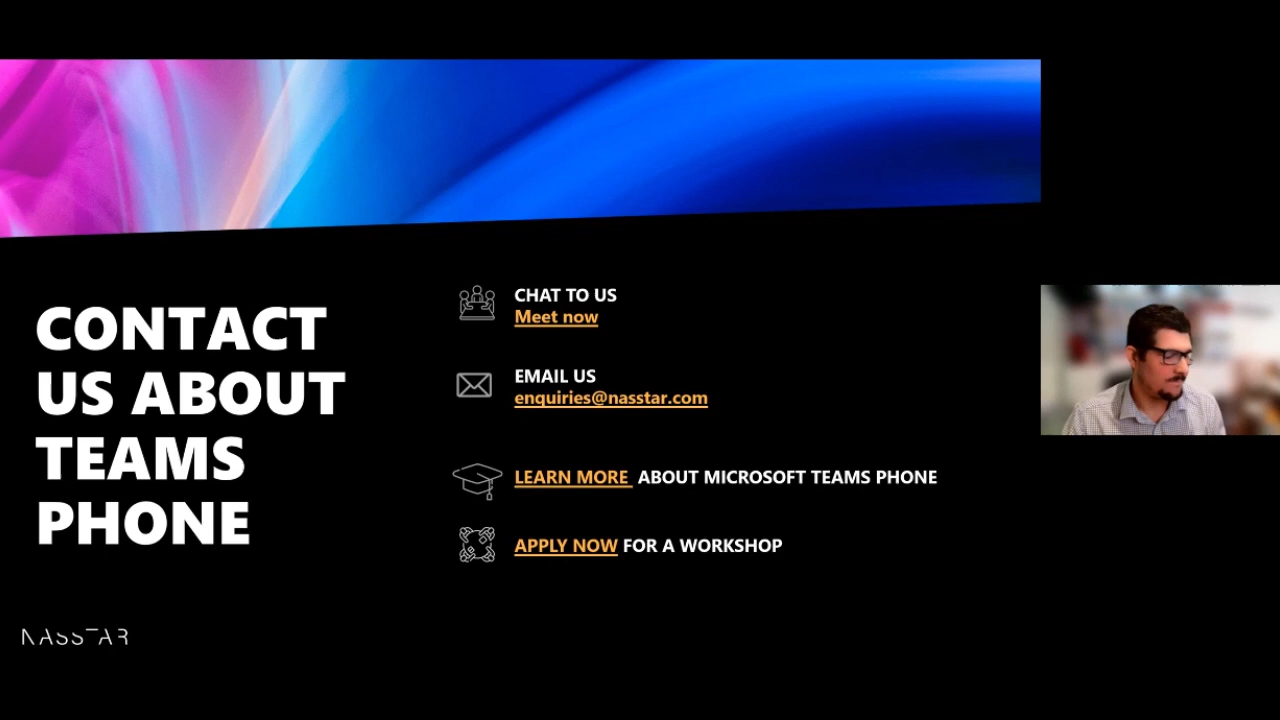 CONTACT
US ABOUT
TEAMS
PHONE
CHAT TO US
Meet now
EMAIL US
enquiries@nasstar.com
LEARN MORE ABOUT MICROSOFT TEAMS PHONE
APPLY NOW FOR A WORKSHOP
NASSTAR